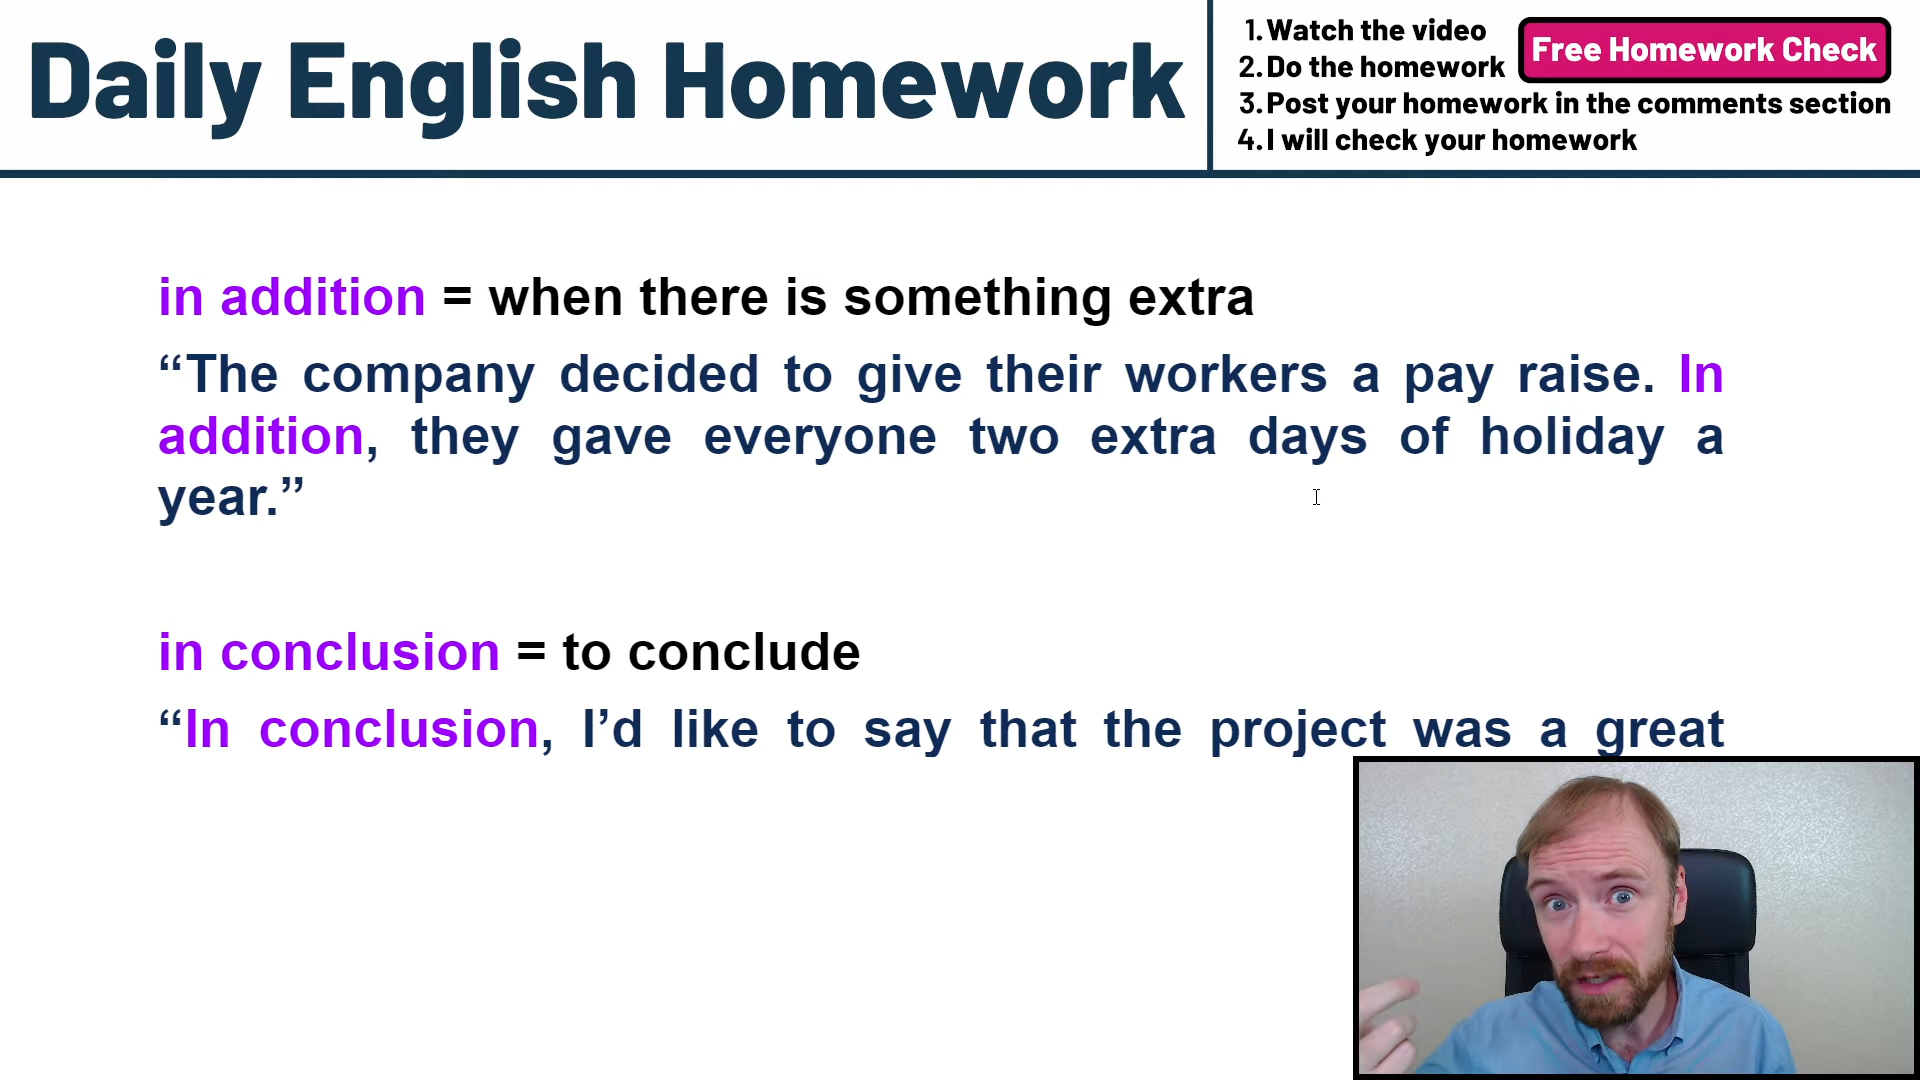 Daily English Homework
1. Watch the video
2. Do the homework
Free Homework Check
3. Post your homework in the comments section
4. I will check your homework
in addition = when there is something extra
“The company decided to give their workers a pay raise. In
addition, they gave everyone two extra days of holiday a
year.”
in conclusion = to conclude
“In conclusion, I’d like to say that the project was a great